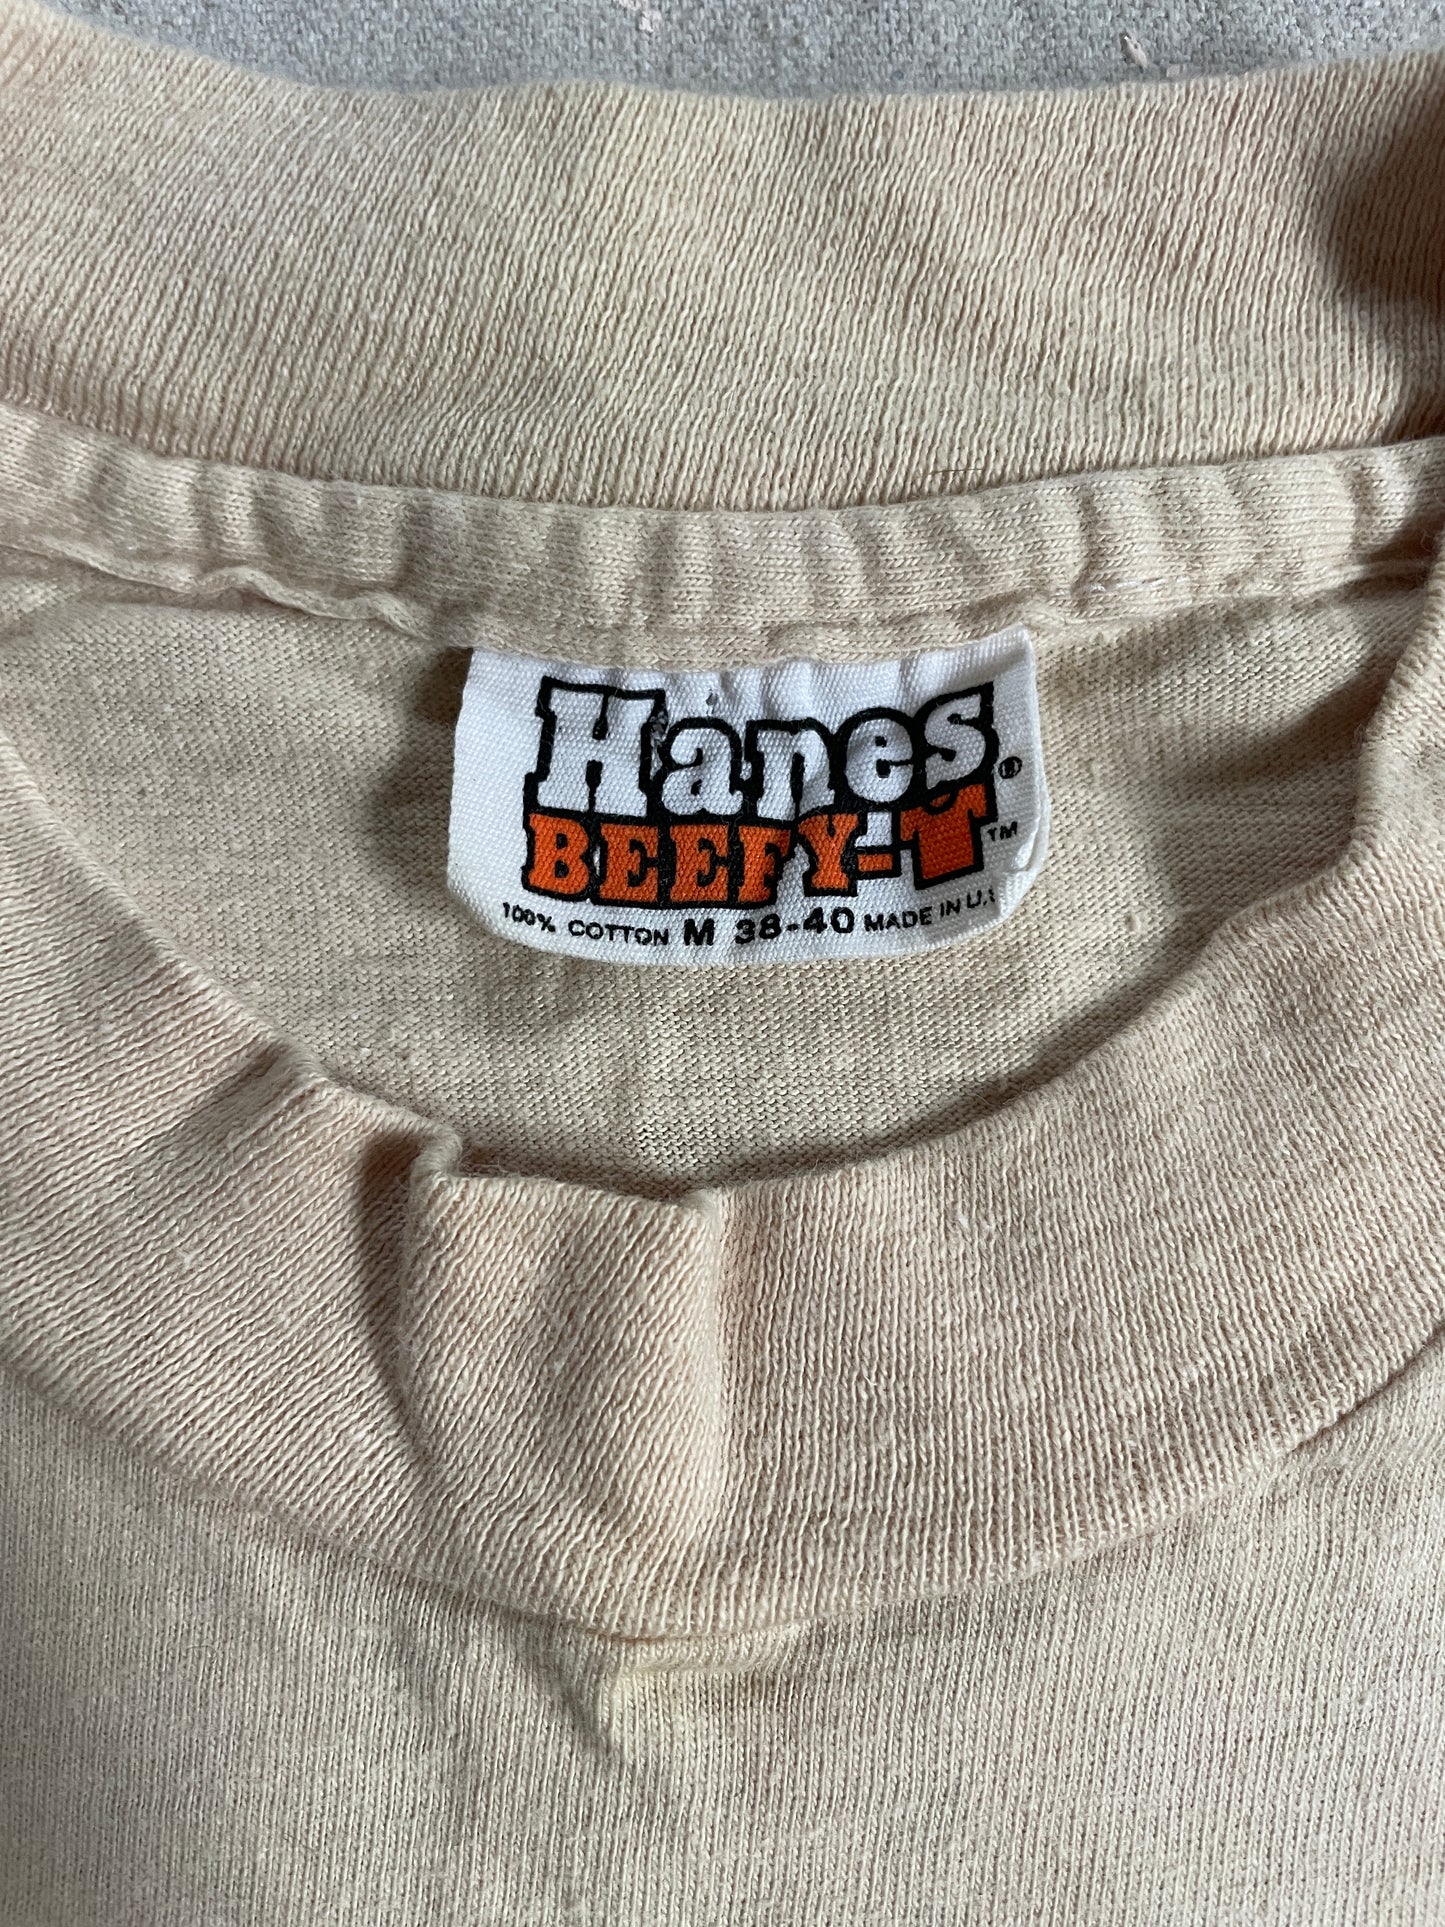 Hanes®
BEEFY-T™
100% COTTON M 38-40 MADE IN U.S